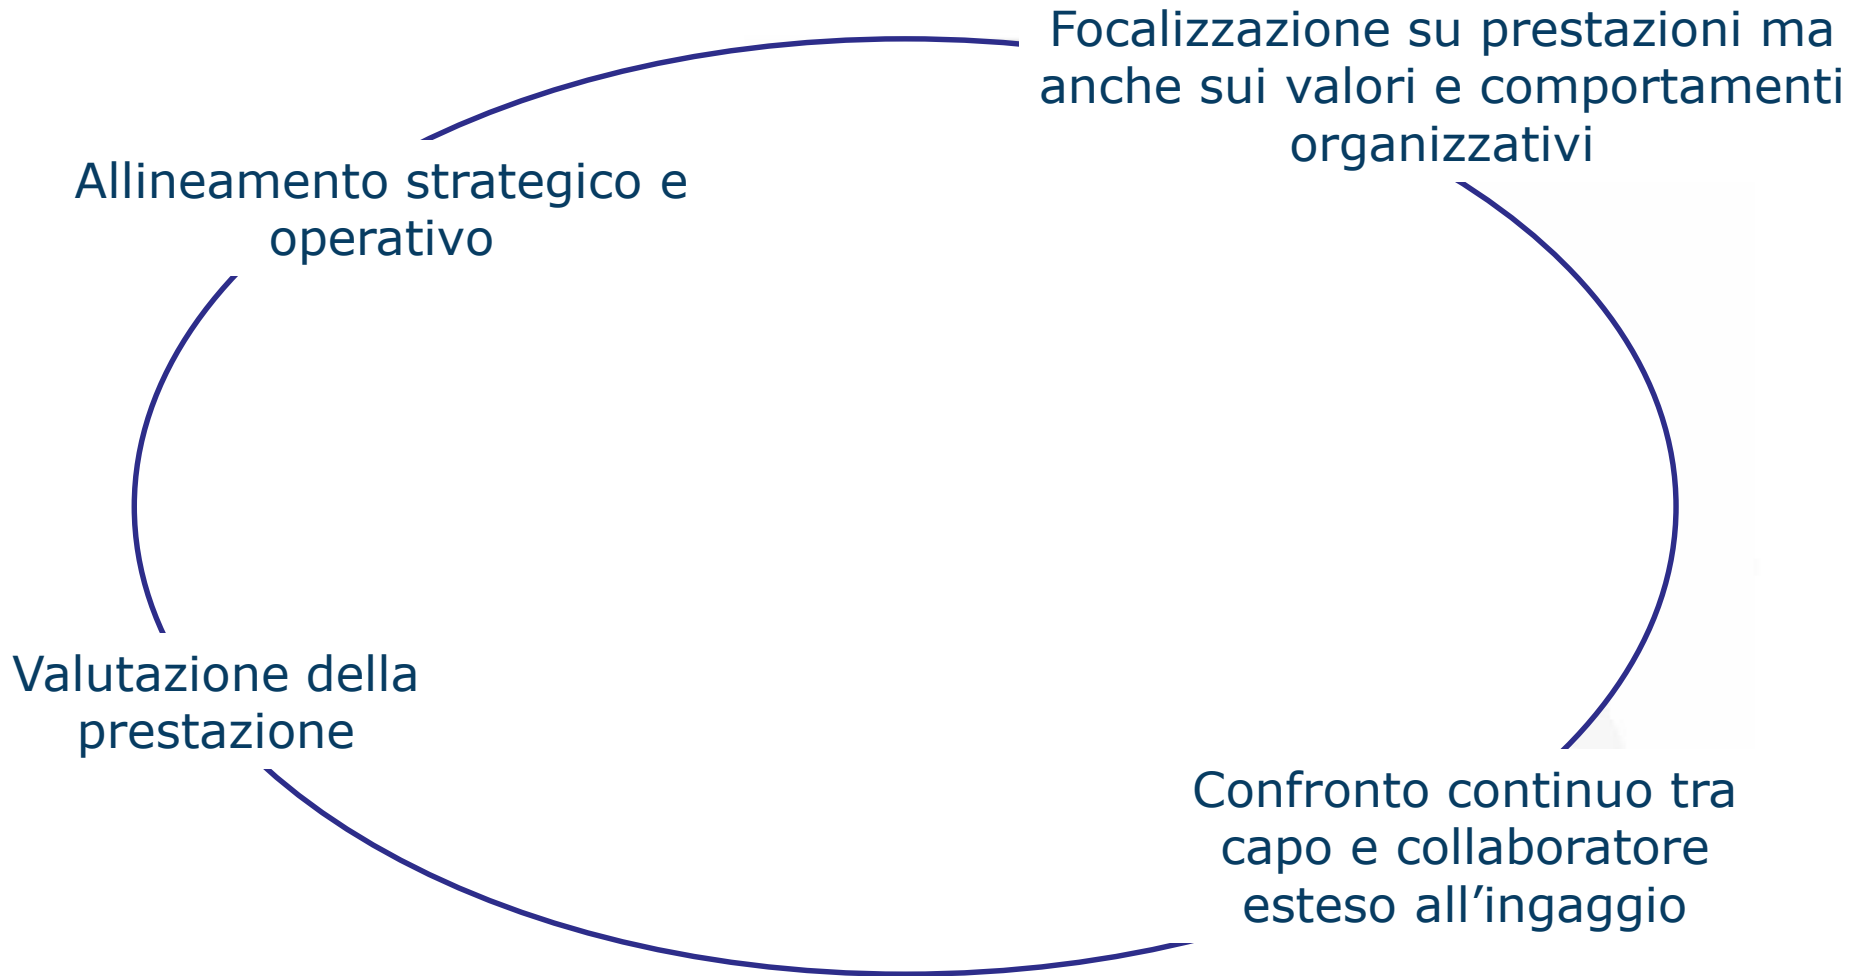 Focalizzazione su prestazioni ma
anche sui valori e comportamenti
organizzativi
Allineamento strategico e
operativo
Valutazione della
prestazione
Confronto continuo tra
capo e collaboratore
esteso all’ingaggio